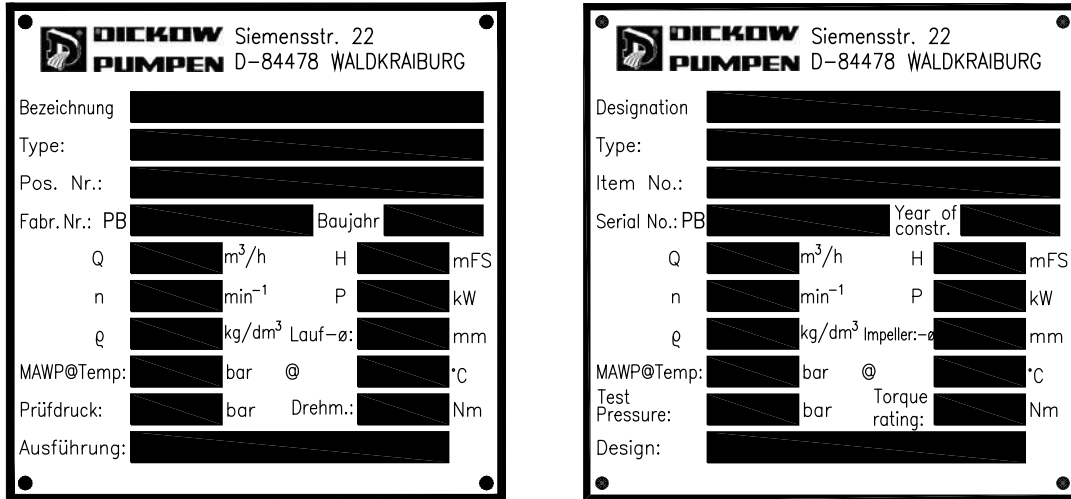 DICKOW Siemensstr. 22
PUMPEN D-84478 WALDKRAIBURG
Bezeichnung
Type:
Pos. Nr.:
Fabr.Nr.: PB Baujahr
Q m³/h H mFS
n min⁻¹ P kW
ϱ kg/dm³ Lauf-ø: mm
MAWP@Temp: bar @ °C
Prüfdruck: bar Drehm.: Nm
Ausführung:
DICKOW Siemensstr. 22
PUMPEN D-84478 WALDKRAIBURG
Designation
Type:
Item No.:
Serial No.: PB Year of constr.
Q m³/h H mFS
n min⁻¹ P kW
ϱ kg/dm³ Impeller:-ø mm
MAWP@Temp: bar @ °C
Test Pressure: bar Torque rating: Nm
Design: